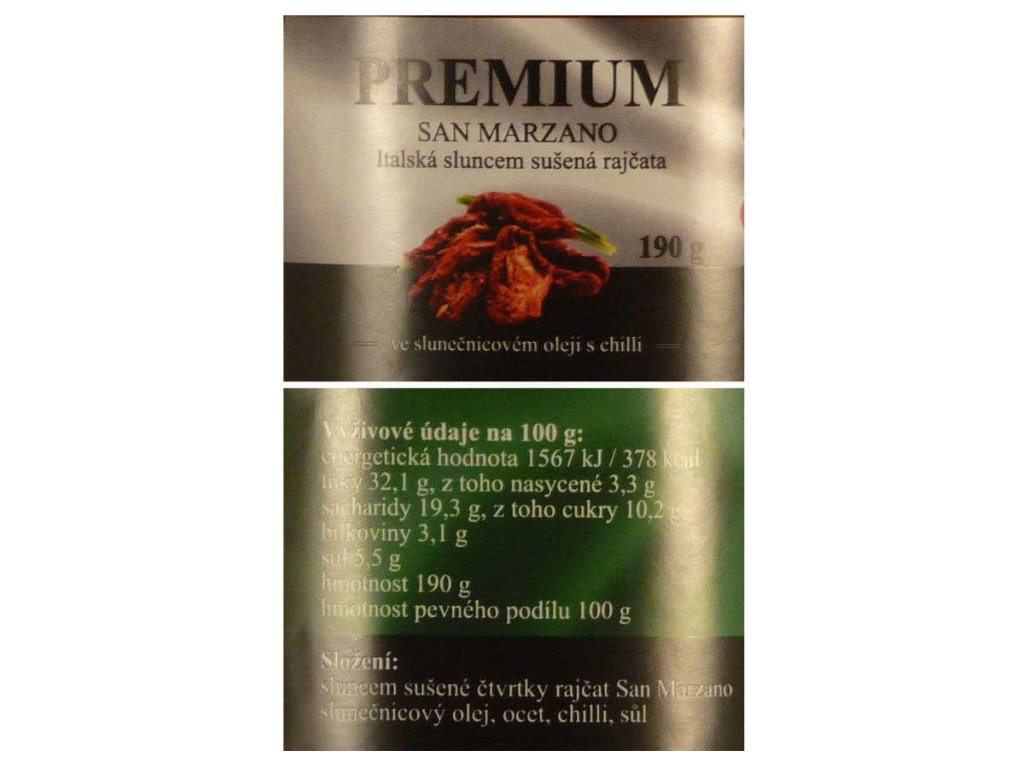 PREMIUM
SAN MARZANO
Italská sluncem sušená rajčata
190 g
ve slunečnicovém oleji s chilli
Výživové údaje na 100 g:
energetická hodnota 1567 kJ / 378 kcal
tuky 32,1 g, z toho nasycené 3,3 g
sacharidy 19,3 g, z toho cukry 10,2 g
bílkoviny 3,1 g
sůl 5,5 g
hmotnost 190 g
hmotnost pevného podílu 100 g
Složení:
sluncem sušené čtvrtky rajčat San Marzano
slunečnicový olej, ocet, chilli, sůl